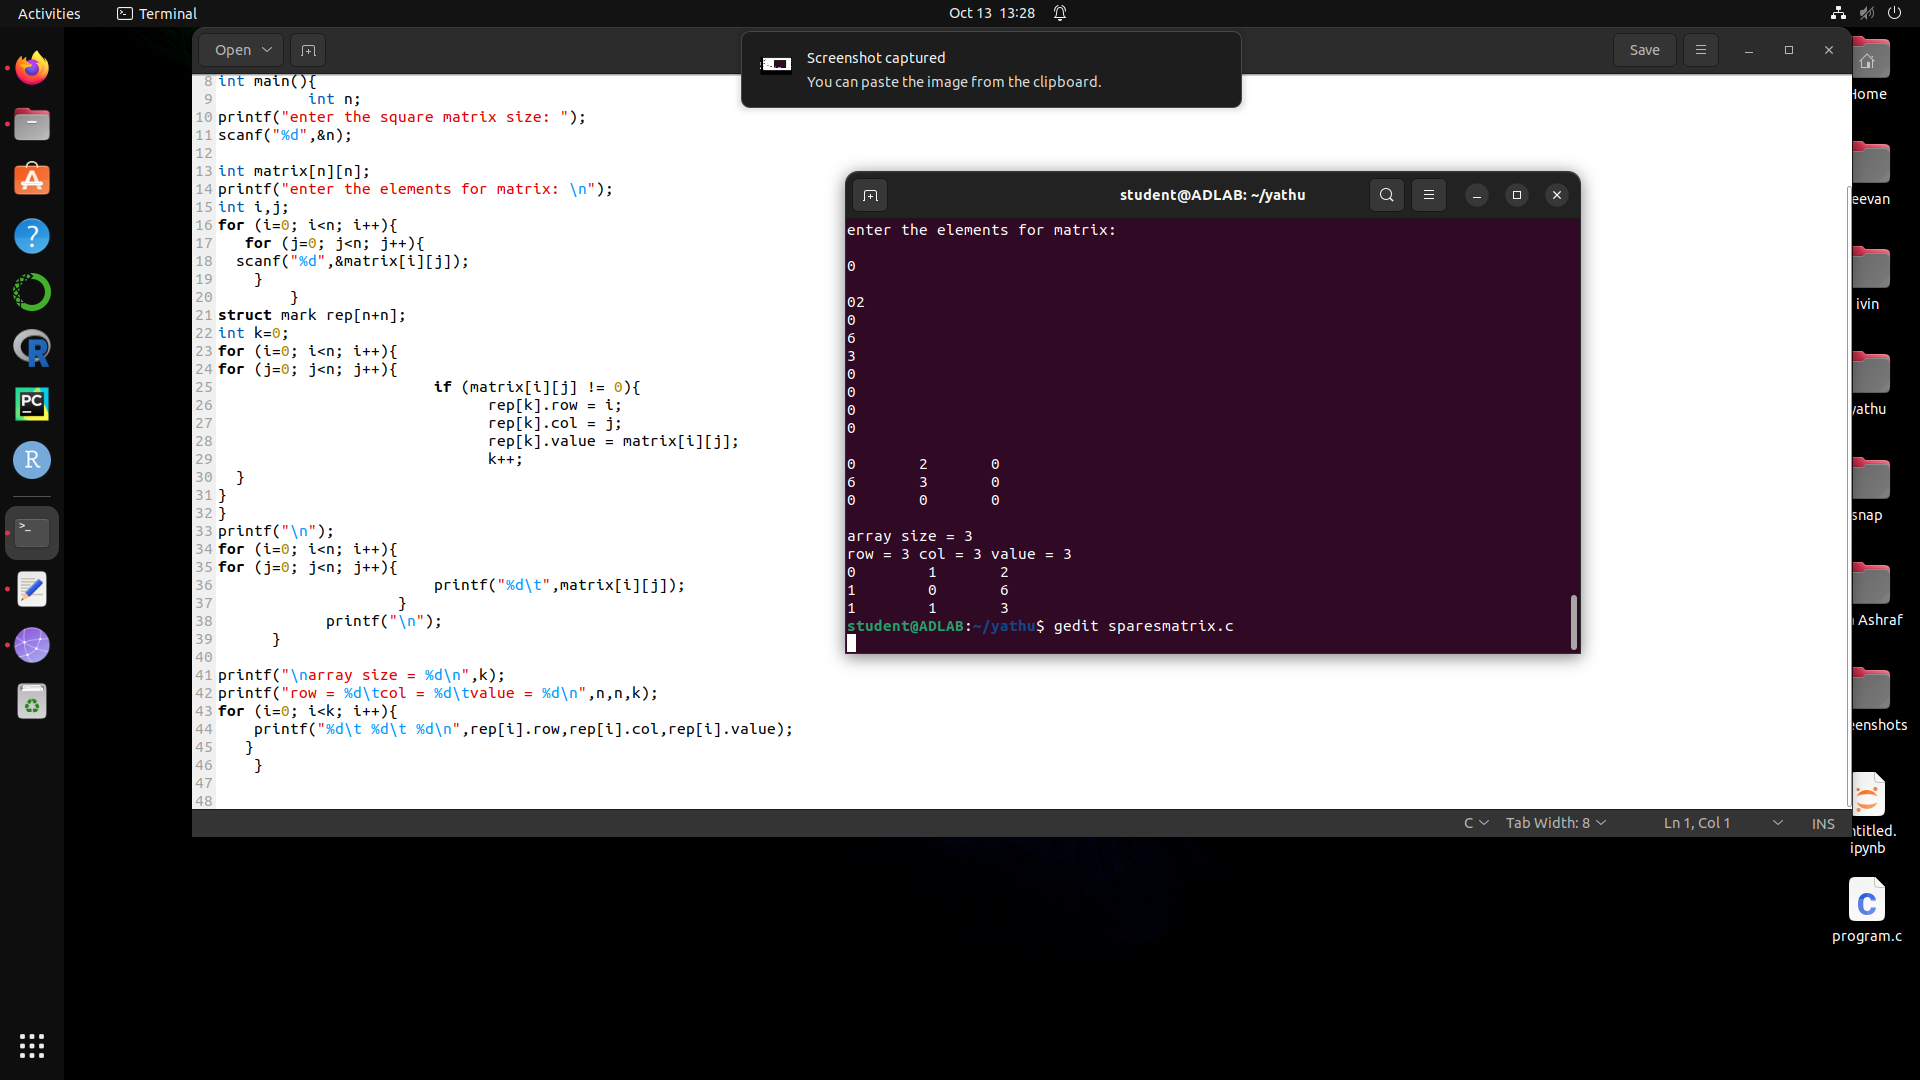 Activities
Terminal
Oct 13 13:28
Open
Screenshot captured
You can paste the image from the clipboard.
Save
8 int main(){
9 int n;
10 printf("enter the square matrix size: ");
11 scanf("%d",&n);
12
13 int matrix[n][n];
14 printf("enter the elements for matrix: \n");
15 int i,j;
16 for (i=0; i<n; i++){
17 for (j=0; j<n; j++){
18 scanf("%d",&matrix[i][j]);
19 }
20 }
21 struct mark rep[n+n];
22 int k=0;
23 for (i=0; i<n; i++){
24 for (j=0; j<n; j++){
25 if (matrix[i][j] != 0){
26 rep[k].row = i;
27 rep[k].col = j;
28 rep[k].value = matrix[i][j];
29 k++;
30 }
31 }
32 }
33 printf("\n");
34 for (i=0; i<n; i++){
35 for (j=0; j<n; j++){
36 printf("%d\t",matrix[i][j]);
37 }
38 printf("\n");
39 }
40
41 printf("\narray size = %d\n",k);
42 printf("row = %d\tcol = %d\tvalue = %d\n",n,n,k);
43 for (i=0; i<k; i++){
44 printf("%d\t %d\t %d\n",rep[i].row,rep[i].col,rep[i].value);
45 }
46 }
47
48
C
Tab Width: 8
Ln 1, Col 1
INS
student@ADLAB: ~/yathu
enter the elements for matrix:
0
02
0
6
3
0
0
0
0
0 2 0
6 3 0
0 0 0
array size = 3
row = 3 col = 3 value = 3
0 1 2
1 0 6
1 1 3
student@ADLAB:~/yathu$ gedit sparesmatrix.c
PC
R
Home
eevan
ivin
yathu
snap
Ashraf
eenshots
ntitled.
ipynb
C
program.c